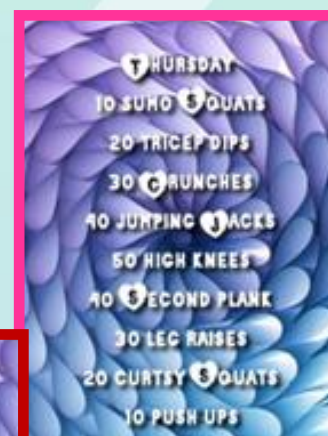 THURSDAY
10 SUMO SQUATS
20 TRICEP DIPS
30 CRUNCHES
40 JUMPING JACKS
50 HIGH KNEES
40 SECOND PLANK
30 LEG RAISES
20 CURTSY SQUATS
10 PUSH UPS